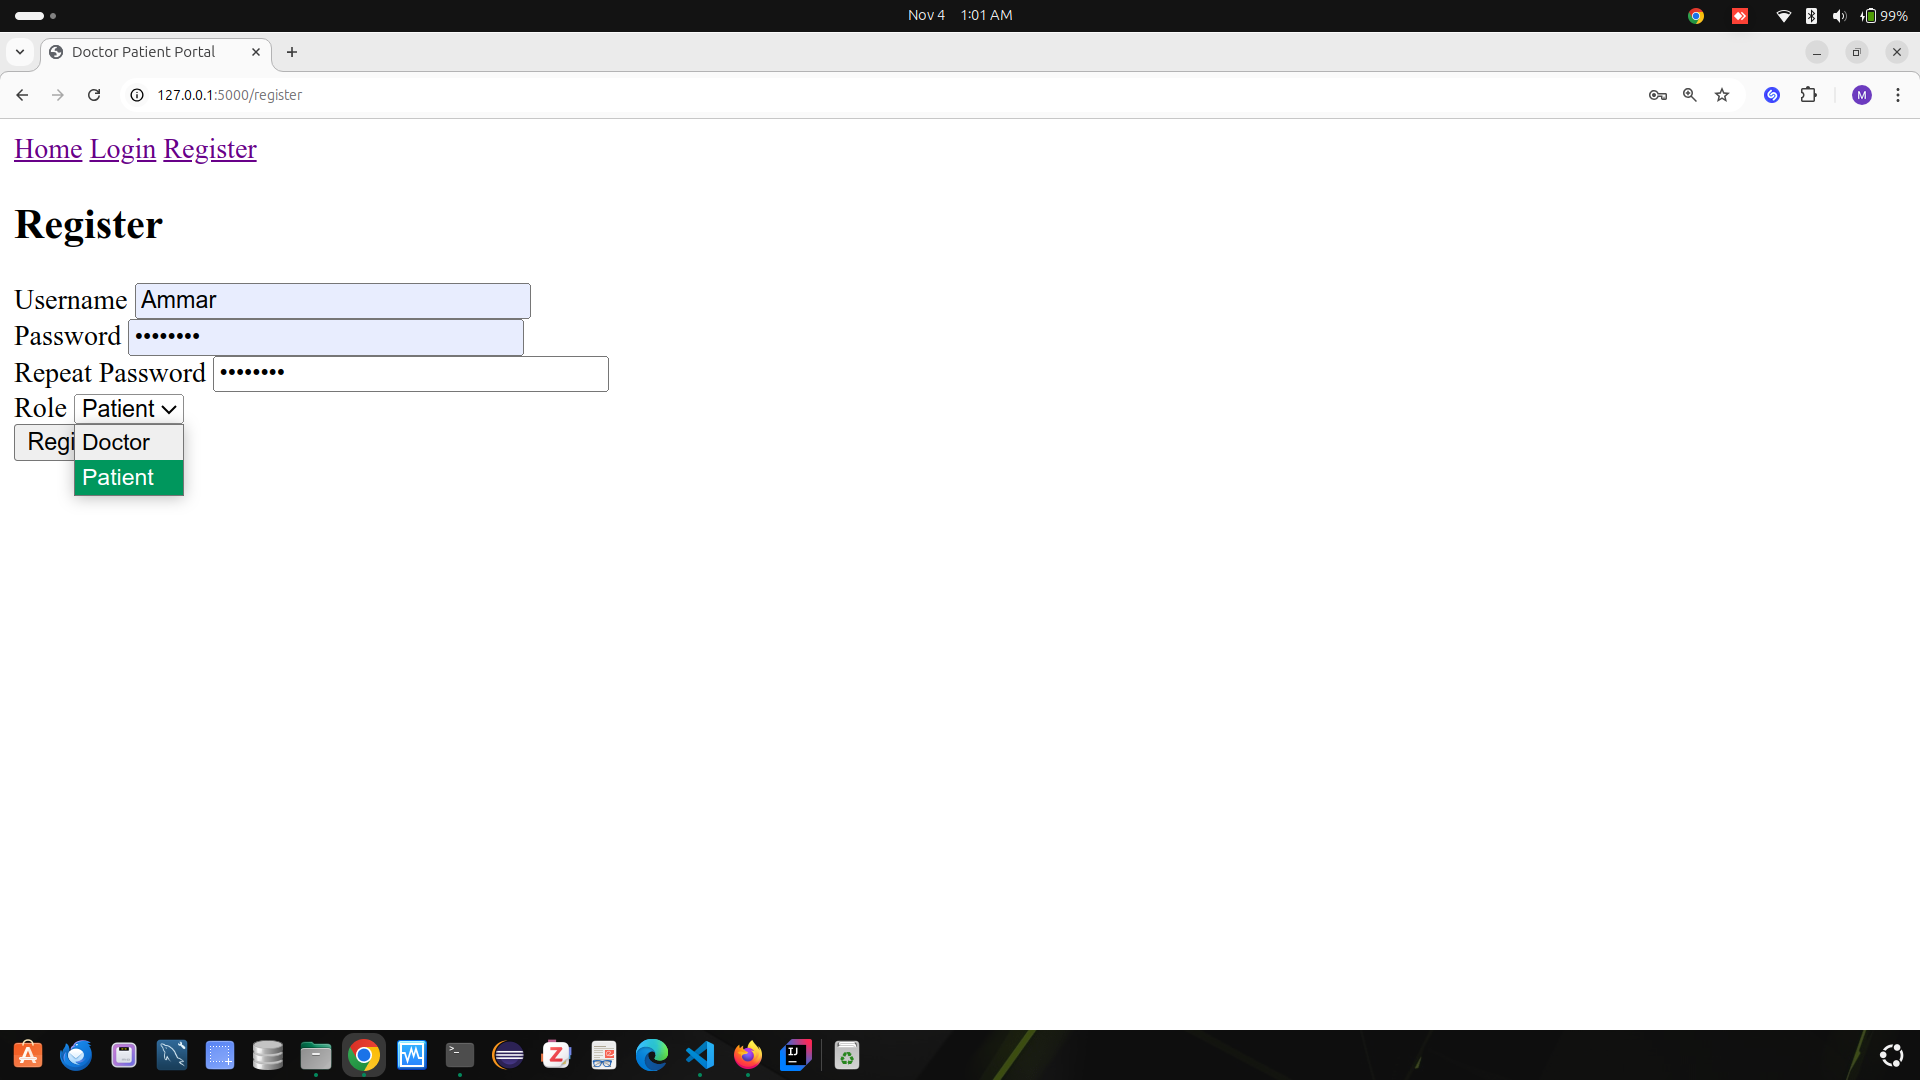 Nov 4 1:01 AM
99%
Doctor Patient Portal
127.0.0.1:5000/register
M
Home Login Register
Register
Username Ammar
Password ••••••••
Repeat Password ••••••••
Role Patient
Regi
Doctor
Patient